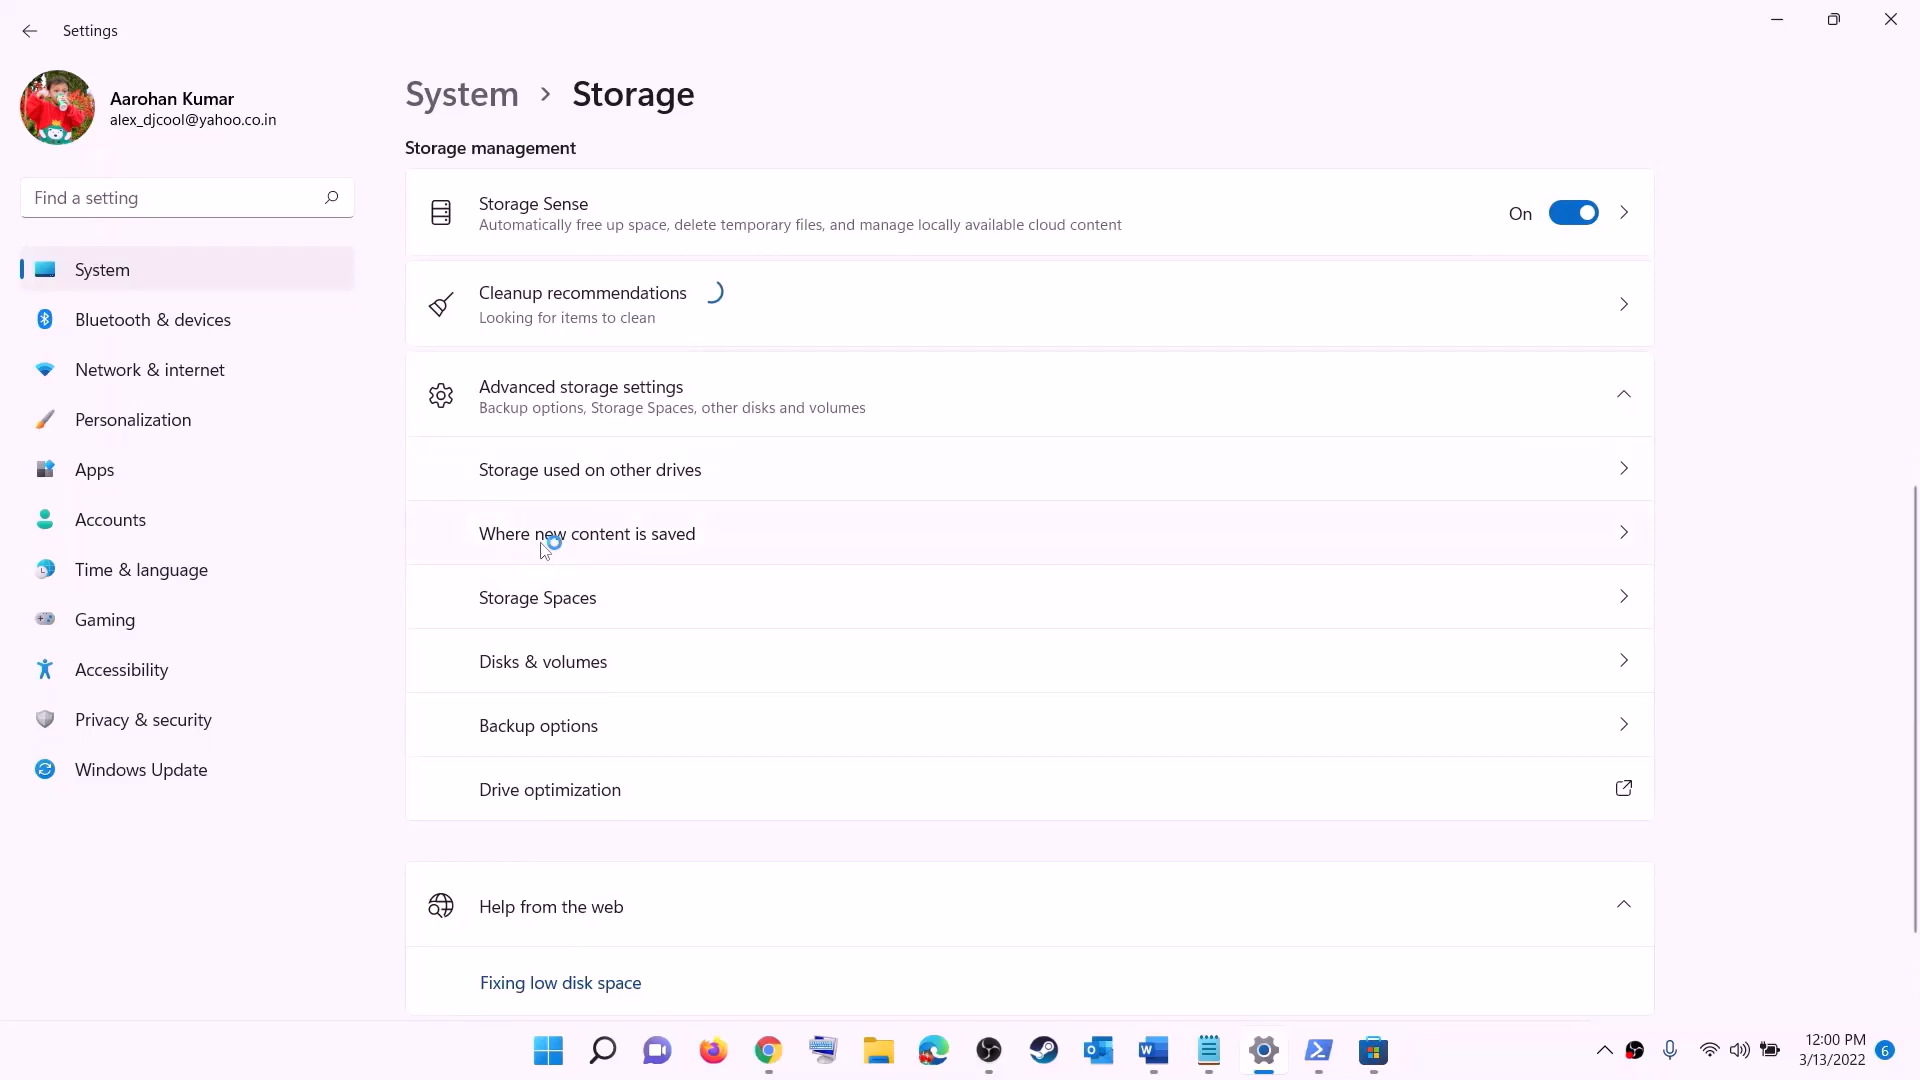 Settings
Aarohan Kumar
alex_djcool@yahoo.co.in
Find a setting
System
Bluetooth & devices
Network & internet
Personalization
Apps
Accounts
Time & language
Gaming
Accessibility
Privacy & security
Windows Update
System > Storage
Storage management
Storage Sense
Automatically free up space, delete temporary files, and manage locally available cloud content
On
Cleanup recommendations
Looking for items to clean
Advanced storage settings
Backup options, Storage Spaces, other disks and volumes
Storage used on other drives
Where new content is saved
Storage Spaces
Disks & volumes
Backup options
Drive optimization
Help from the web
Fixing low disk space
12:00 PM
3/13/2022
6